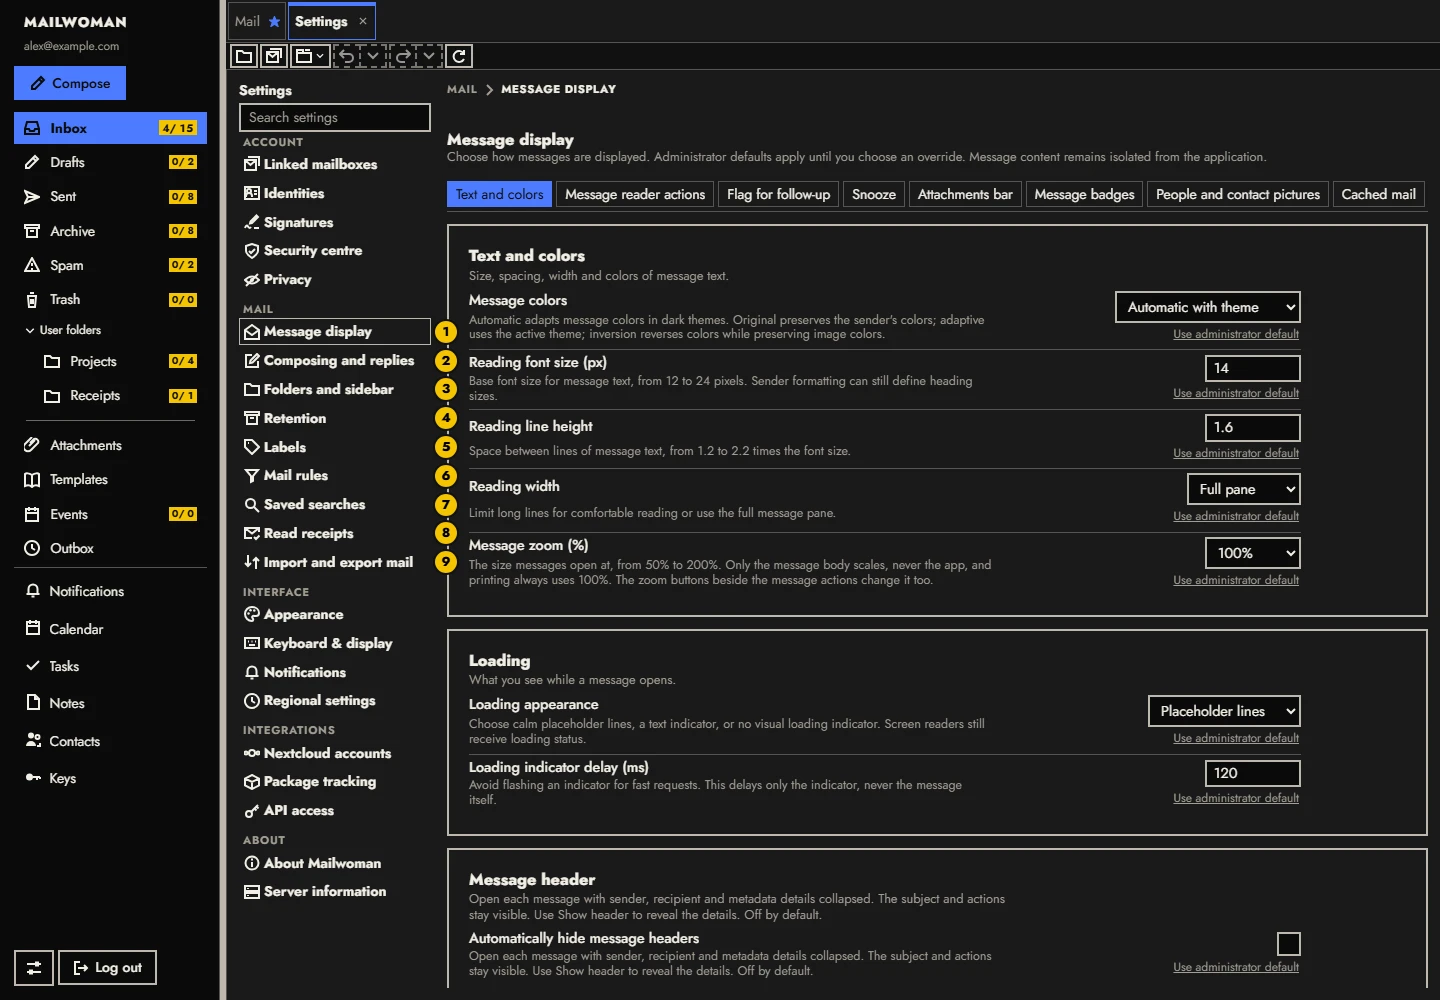 MAILWOMAN
alex@example.com
Compose
Inbox 4/ 15
Drafts 0/ 2
Sent 0/ 8
Archive 0/ 8
Spam 0/ 2
Trash 0/ 0
User folders
Projects 0/ 4
Receipts 0/ 1
Attachments
Templates
Events 0/ 0
Outbox
Notifications
Calendar
Tasks
Notes
Contacts
Keys
Log out
Mail
Settings ×
Settings
Search settings
ACCOUNT
Linked mailboxes
Identities
Signatures
Security centre
Privacy
MAIL
Message display 1
Composing and replies 2
Folders and sidebar 3
Retention 4
Labels 5
Mail rules 6
Saved searches 7
Read receipts 8
Import and export mail 9
INTERFACE
Appearance
Keyboard & display
Notifications
Regional settings
INTEGRATIONS
Nextcloud accounts
Package tracking
API access
ABOUT
About Mailwoman
Server information
MAIL > MESSAGE DISPLAY
Message display
Choose how messages are displayed. Administrator defaults apply until you choose an override. Message content remains isolated from the application.
Text and colors Message reader actions Flag for follow-up Snooze Attachments bar Message badges People and contact pictures Cached mail
Text and colors
Size, spacing, width and colors of message text.
Message colors
Automatic adapts message colors in dark themes. Original preserves the sender's colors; adaptive
uses the active theme; inversion reverses colors while preserving image colors.
Automatic with theme
Use administrator default
Reading font size (px)
Base font size for message text, from 12 to 24 pixels. Sender formatting can still define heading
sizes.
14
Use administrator default
Reading line height
Space between lines of message text, from 1.2 to 2.2 times the font size.
1.6
Use administrator default
Reading width
Limit long lines for comfortable reading or use the full message pane.
Full pane
Use administrator default
Message zoom (%)
The size messages open at, from 50% to 200%. Only the message body scales, never the app, and
printing always uses 100%. The zoom buttons beside the message actions change it too.
100%
Use administrator default
Loading
What you see while a message opens.
Loading appearance
Choose calm placeholder lines, a text indicator, or no visual loading indicator. Screen readers still
receive loading status.
Placeholder lines
Use administrator default
Loading indicator delay (ms)
Avoid flashing an indicator for fast requests. This delays only the indicator, never the message
itself.
120
Use administrator default
Message header
Open each message with sender, recipient and metadata details collapsed. The subject and actions
stay visible. Use Show header to reveal the details. Off by default.
Automatically hide message headers
Open each message with sender, recipient and metadata details collapsed. The subject and actions
stay visible. Use Show header to reveal the details. Off by default.
Use administrator default